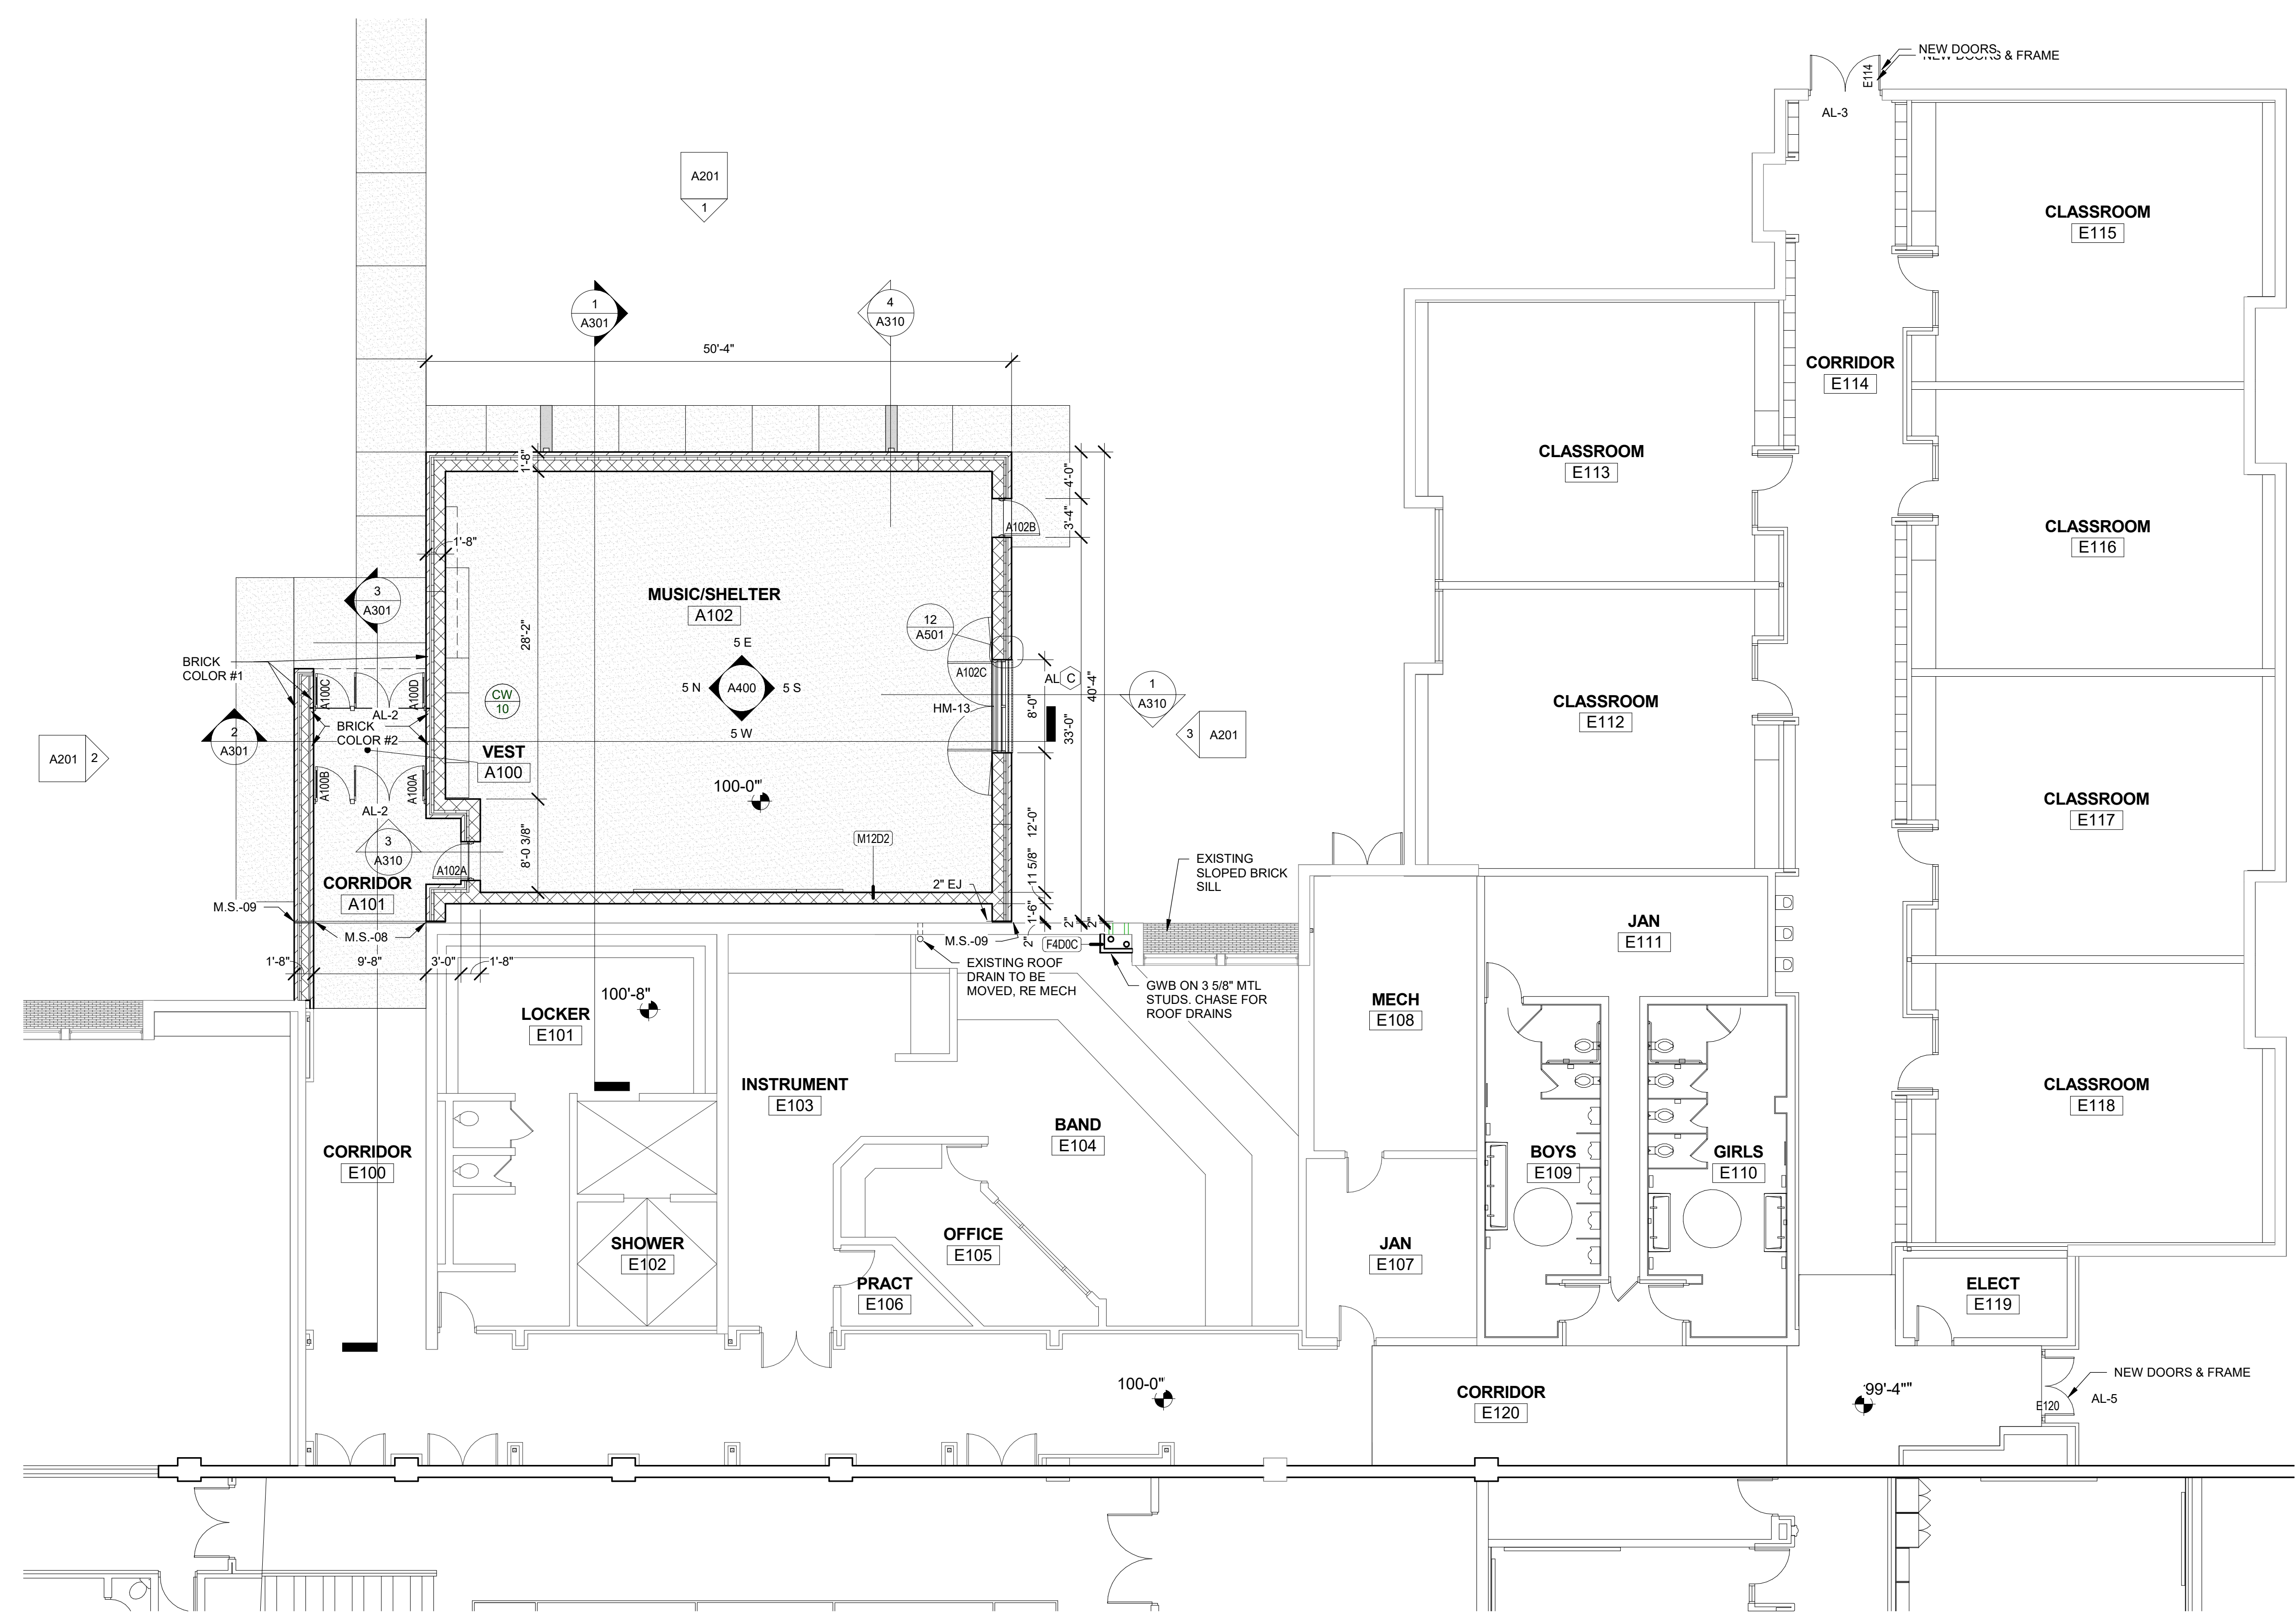 NEW DOORS
NEW DOORS & FRAME
E114
AL-3
CLASSROOM
E115
A201
1
1
A301
4
A310
50'-4"
CORRIDOR
E114
CLASSROOM
E113
CLASSROOM
E116
1'-8"
4'-0"
3'-4"
A102B
1'-8"
3
A301
MUSIC/SHELTER
A102
28'-2"
12
A501
BRICK
COLOR #1
A100C
A100D
AL-2
BRICK
COLOR #2
5 E
5 N
A400
5 S
5 W
CW
10
A102C
AL
C
HM-13
8'-0"
40'-4"
33'-0"
1
A310
3
A201
2
A301
A201
2
VEST
A100
A100B
A100A
AL-2
100-0"
CLASSROOM
E112
CLASSROOM
E117
3
A310
A102A
8'-0 3/8"
M12D2
12'-0"
11 5/8"
CORRIDOR
A101
M.S.-09
M.S.-08
2" EJ
1'-6"
2"
2"
2"
M.S.-09
F4D0C
EXISTING
SLOPED BRICK
SILL
JAN
E111
1'-8"
9'-8"
3'-0"
1'-8"
EXISTING ROOF
DRAIN TO BE
MOVED, RE MECH
GWB ON 3 5/8" MTL
STUDS. CHASE FOR
ROOF DRAINS
100'-8"
LOCKER
E101
MECH
E108
INSTRUMENT
E103
BAND
E104
CLASSROOM
E118
CORRIDOR
E100
BOYS
E109
GIRLS
E110
SHOWER
E102
OFFICE
E105
JAN
E107
PRACT
E106
ELECT
E119
100-0"
CORRIDOR
E120
99'-4""
NEW DOORS & FRAME
E120
AL-5